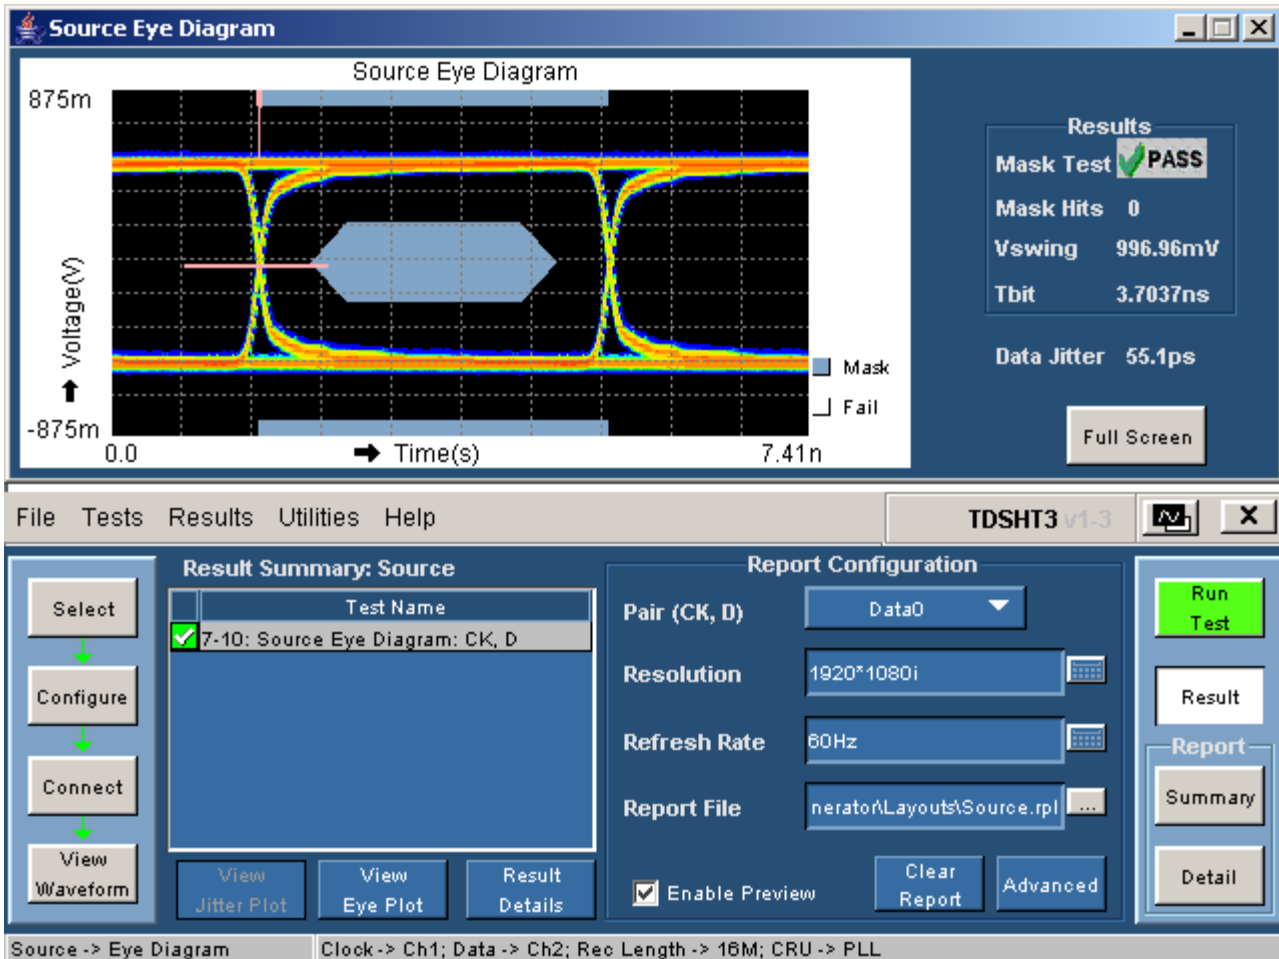 Source Eye Diagram
Source Eye Diagram
875m
Voltage(V)
-875m
0.0
Time(s)
7.41n
Mask
Fail
Results
Mask Test PASS
Mask Hits 0
Vswing 996.96mV
Tbit 3.7037ns
Data Jitter 55.1ps
Full Screen
File Tests Results Utilities Help
TDSHT3 v1-3
Select
Configure
Connect
View
Waveform
Result Summary: Source
Test Name
7-10: Source Eye Diagram: CK, D
View
Jitter Plot
View
Eye Plot
Result
Details
Report Configuration
Pair (CK, D) Data0
Resolution 1920*1080i
Refresh Rate 60Hz
Report File nerator\Layouts\Source.rpl ...
Enable Preview
Clear
Report
Advanced
Run
Test
Result
Report
Summary
Detail
Source -> Eye Diagram
Clock -> Ch1; Data -> Ch2; Rec Length -> 16M; CRU -> PLL